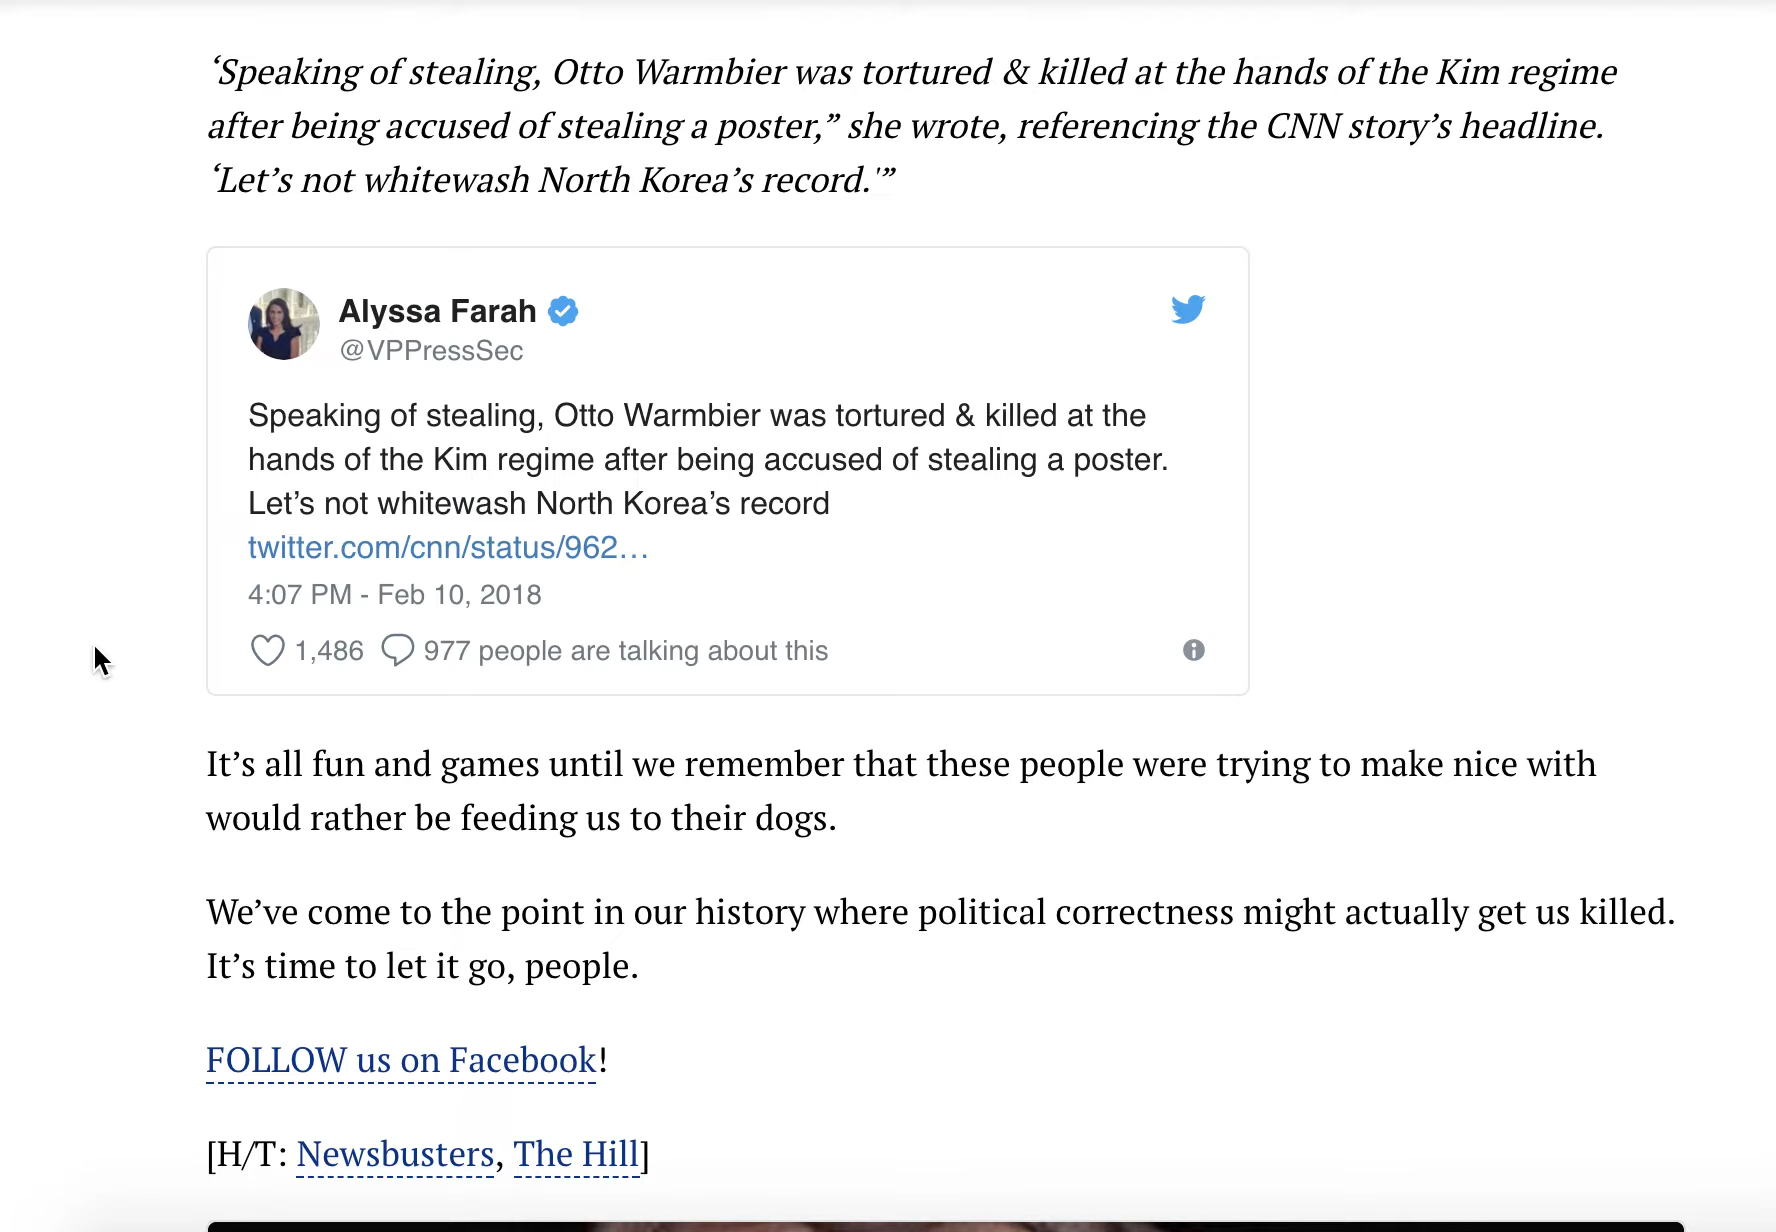 ‘Speaking of stealing, Otto Warmbier was tortured & killed at the hands of the Kim regime
after being accused of stealing a poster,” she wrote, referencing the CNN story’s headline.
‘Let’s not whitewash North Korea’s record.'”
Alyssa Farah
@VPPressSec
Speaking of stealing, Otto Warmbier was tortured & killed at the
hands of the Kim regime after being accused of stealing a poster.
Let’s not whitewash North Korea’s record
twitter.com/cnn/status/962…
4:07 PM - Feb 10, 2018
1,486 977 people are talking about this
It’s all fun and games until we remember that these people were trying to make nice with
would rather be feeding us to their dogs.
We’ve come to the point in our history where political correctness might actually get us killed.
It’s time to let it go, people.
FOLLOW us on Facebook!
[H/T: Newsbusters, The Hill]